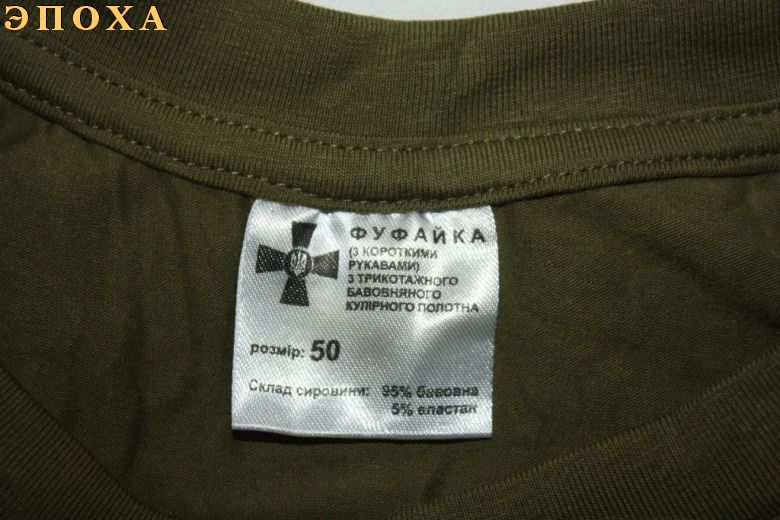 ЭПОХА
ФУФАЙКА
(З КОРОТКИМИ
РУКАВАМИ)
З ТРИКОТАЖНОГО
БАВОВНЯНОГО
КУЛІРНОГО ПОЛОТНА
розмір: 50
Склад сировини: 95% бавовна
5% еластан